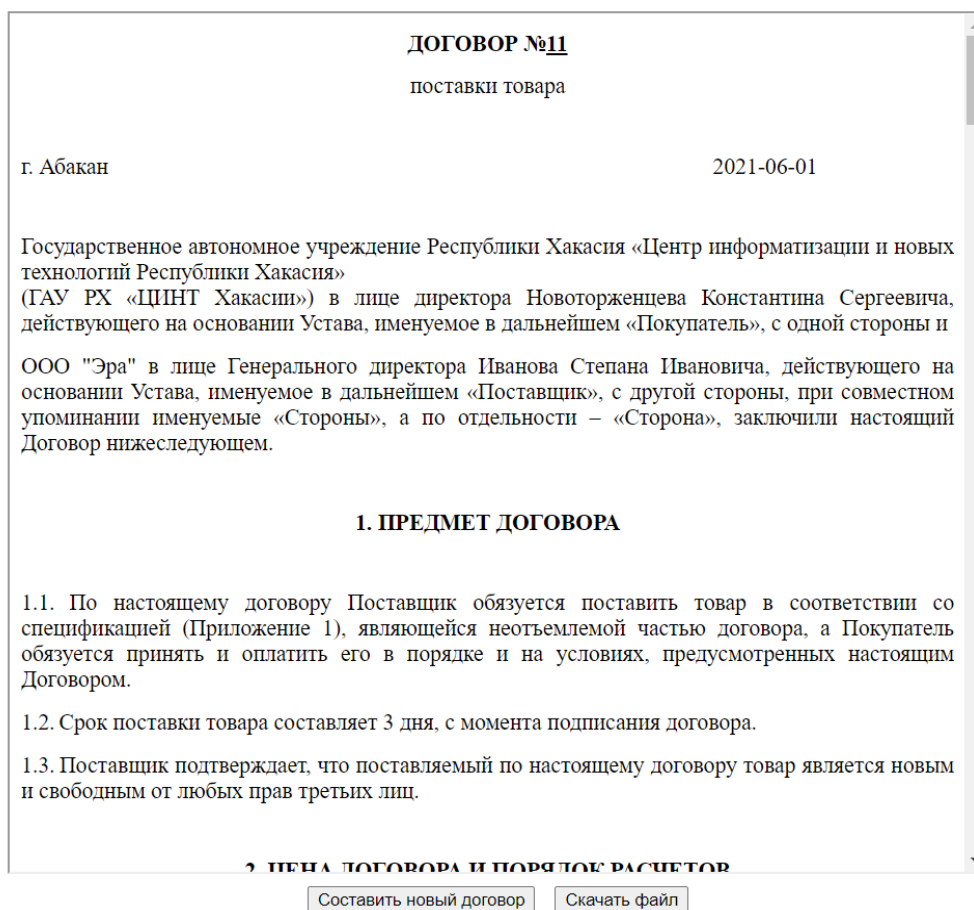 ДОГОВОР №11
поставки товара
г. Абакан 2021-06-01
Государственное автономное учреждение Республики Хакасия «Центр информатизации и новых
технологий Республики Хакасия»
(ГАУ РХ «ЦИНТ Хакасии») в лице директора Новоторженцева Константина Сергеевича,
действующего на основании Устава, именуемое в дальнейшем «Покупатель», с одной стороны и
ООО "Эра" в лице Генерального директора Иванова Степана Ивановича, действующего на
основании Устава, именуемое в дальнейшем «Поставщик», с другой стороны, при совместном
упоминании именуемые «Стороны», а по отдельности – «Сторона», заключили настоящий
Договор нижеследующем.
1. ПРЕДМЕТ ДОГОВОРА
1.1. По настоящему договору Поставщик обязуется поставить товар в соответствии со
спецификацией (Приложение 1), являющейся неотъемлемой частью договора, а Покупатель
обязуется принять и оплатить его в порядке и на условиях, предусмотренных настоящим
Договором.
1.2. Срок поставки товара составляет 3 дня, с момента подписания договора.
1.3. Поставщик подтверждает, что поставляемый по настоящему договору товар является новым
и свободным от любых прав третьих лиц.
2. ЦЕНА ДОГОВОРА И ПОРЯДОК РАСЧЕТОВ
Составить новый договор Скачать файл